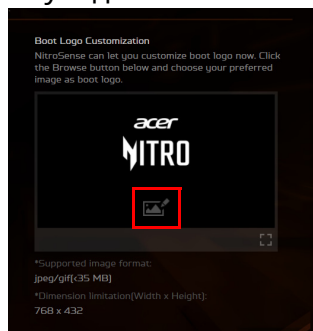 Boot Logo Customization
NitroSense can let you customize boot logo now. Click
the Browse button below and choose your preferred
image as boot logo.
acer
NITRO
*Supported image format:
jpeg/gif(<35 MB)
*Dimension limitation(Width x Height):
768 x 432